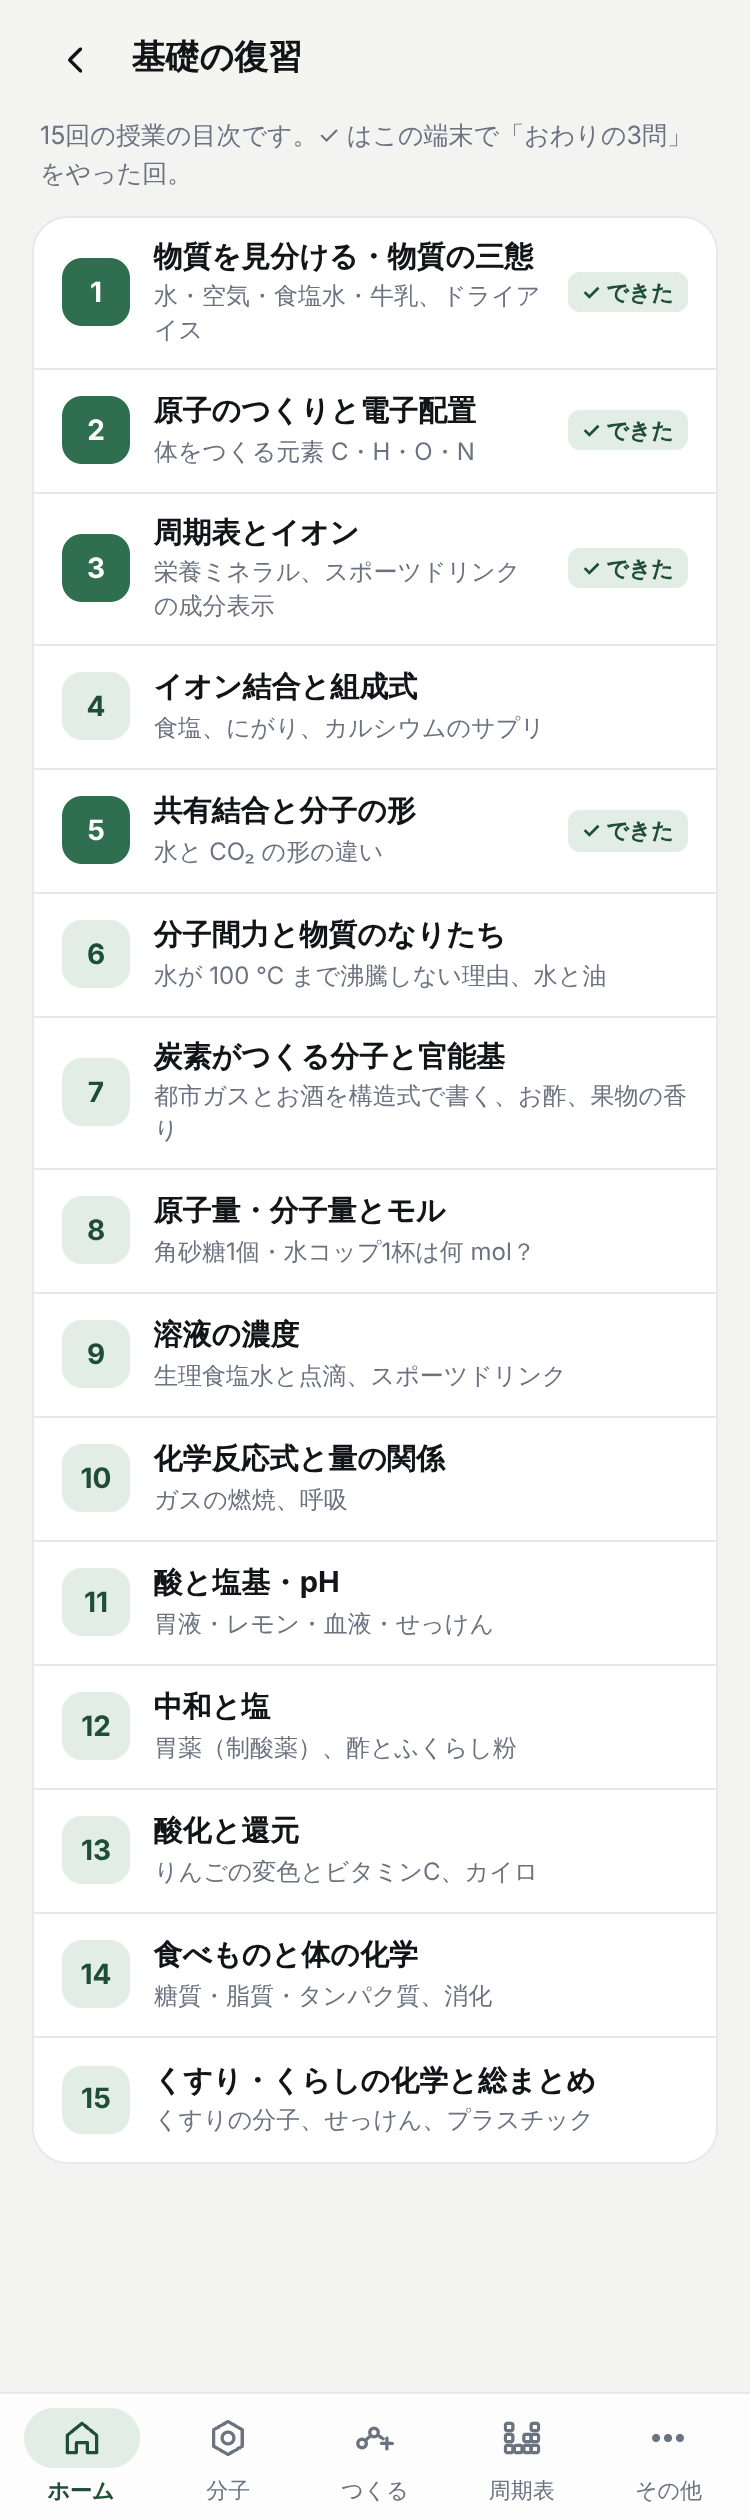 基礎の復習
15回の授業の目次です。✓ はこの端末で「おわりの3問」
をやった回。
1
物質を見分ける・物質の三態
水・空気・食塩水・牛乳、ドライア
イス
✓ できた
2
原子のつくりと電子配置
体をつくる元素 C・H・O・N
✓ できた
3
周期表とイオン
栄養ミネラル、スポーツドリンク
の成分表示
✓ できた
4
イオン結合と組成式
食塩、にがり、カルシウムのサプリ
5
共有結合と分子の形
水と CO₂ の形の違い
✓ できた
6
分子間力と物質のなりたち
水が 100 °C まで沸騰しない理由、水と油
7
炭素がつくる分子と官能基
都市ガスとお酒を構造式で書く、お酢、果物の香
り
8
原子量・分子量とモル
角砂糖1個・水コップ1杯は何 mol？
9
溶液の濃度
生理食塩水と点滴、スポーツドリンク
10
化学反応式と量の関係
ガスの燃焼、呼吸
11
酸と塩基・pH
胃液・レモン・血液・せっけん
12
中和と塩
胃薬（制酸薬）、酢とふくらし粉
13
酸化と還元
りんごの変色とビタミンC、カイロ
14
食べものと体の化学
糖質・脂質・タンパク質、消化
15
くすり・くらしの化学と総まとめ
くすりの分子、せっけん、プラスチック
ホーム
分子
つくる
周期表
その他